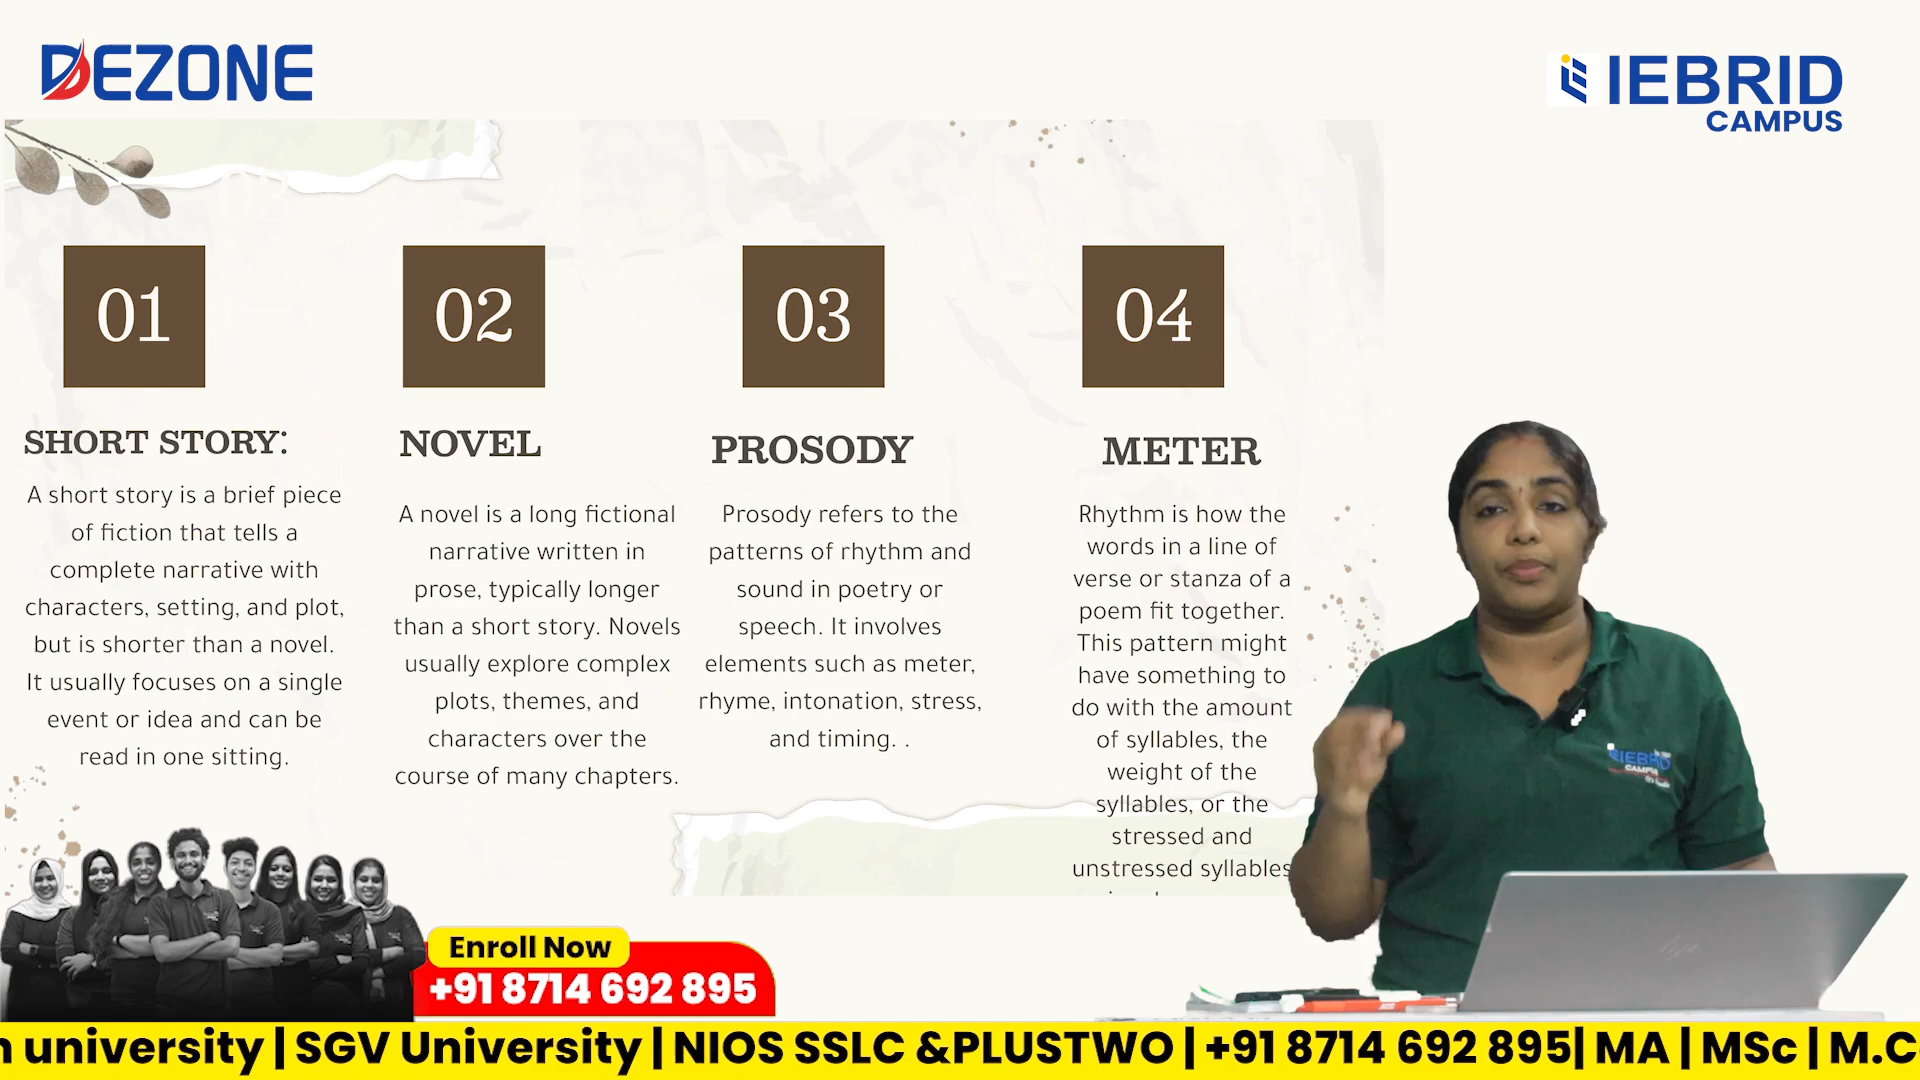 DEZONE
IEBRID
CAMPUS
01
02
03
04
SHORT STORY:
A short story is a brief piece
of fiction that tells a
complete narrative with
characters, setting, and plot,
but is shorter than a novel.
It usually focuses on a single
event or idea and can be
read in one sitting.
NOVEL
A novel is a long fictional
narrative written in
prose, typically longer
than a short story. Novels
usually explore complex
plots, themes, and
characters over the
course of many chapters.
PROSODY
Prosody refers to the
patterns of rhythm and
sound in poetry or
speech. It involves
elements such as meter,
rhyme, intonation, stress,
and timing. .
METER
Rhythm is how the
words in a line of
verse or stanza of a
poem fit together.
This pattern might
have something to
do with the amount
of syllables, the
weight of the
syllables, or the
stressed and
unstressed syllables
IEBRID
CAMPUS
Enroll Now
+91 8714 692 895
university | SGV University | NIOS SSLC &PLUSTWO | +91 8714 692 895| MA | MSc | M.C